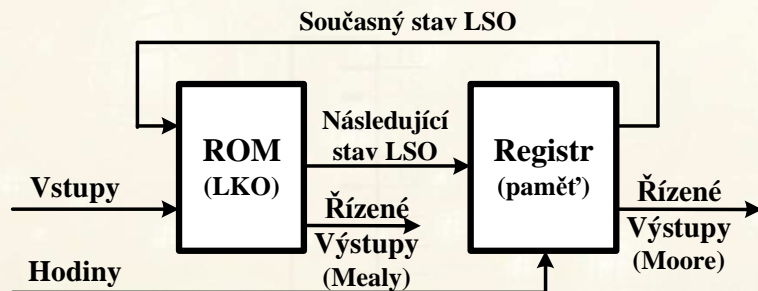 Současný stav LSO
ROM
(LKO)
Následující
stav LSO
Registr
(paměť)
Vstupy
Řízené
Výstupy
(Mealy)
Řízené
Výstupy
(Moore)
Hodiny